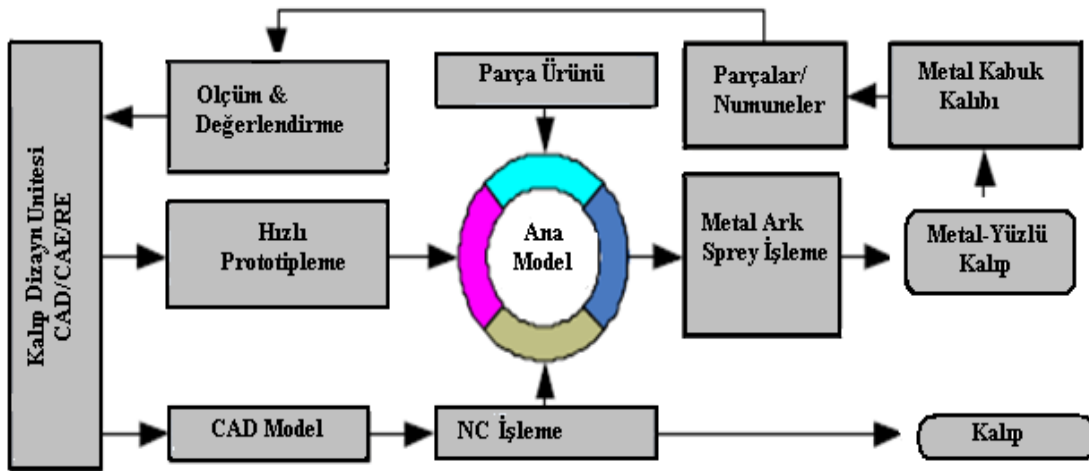 Parça Ürünü
Parçalar/
Numuneler
Metal Kabuk
Kalıbı
Olçüm &
Değerlendirme
Kalıp Dizayn Unitesi
CAD/CAE/RE
Hızlı
Prototipleme
Ana
Model
Metal Ark
Sprey İşleme
Metal-Yüzlü
Kalıp
CAD Model
NC İşleme
Kalıp